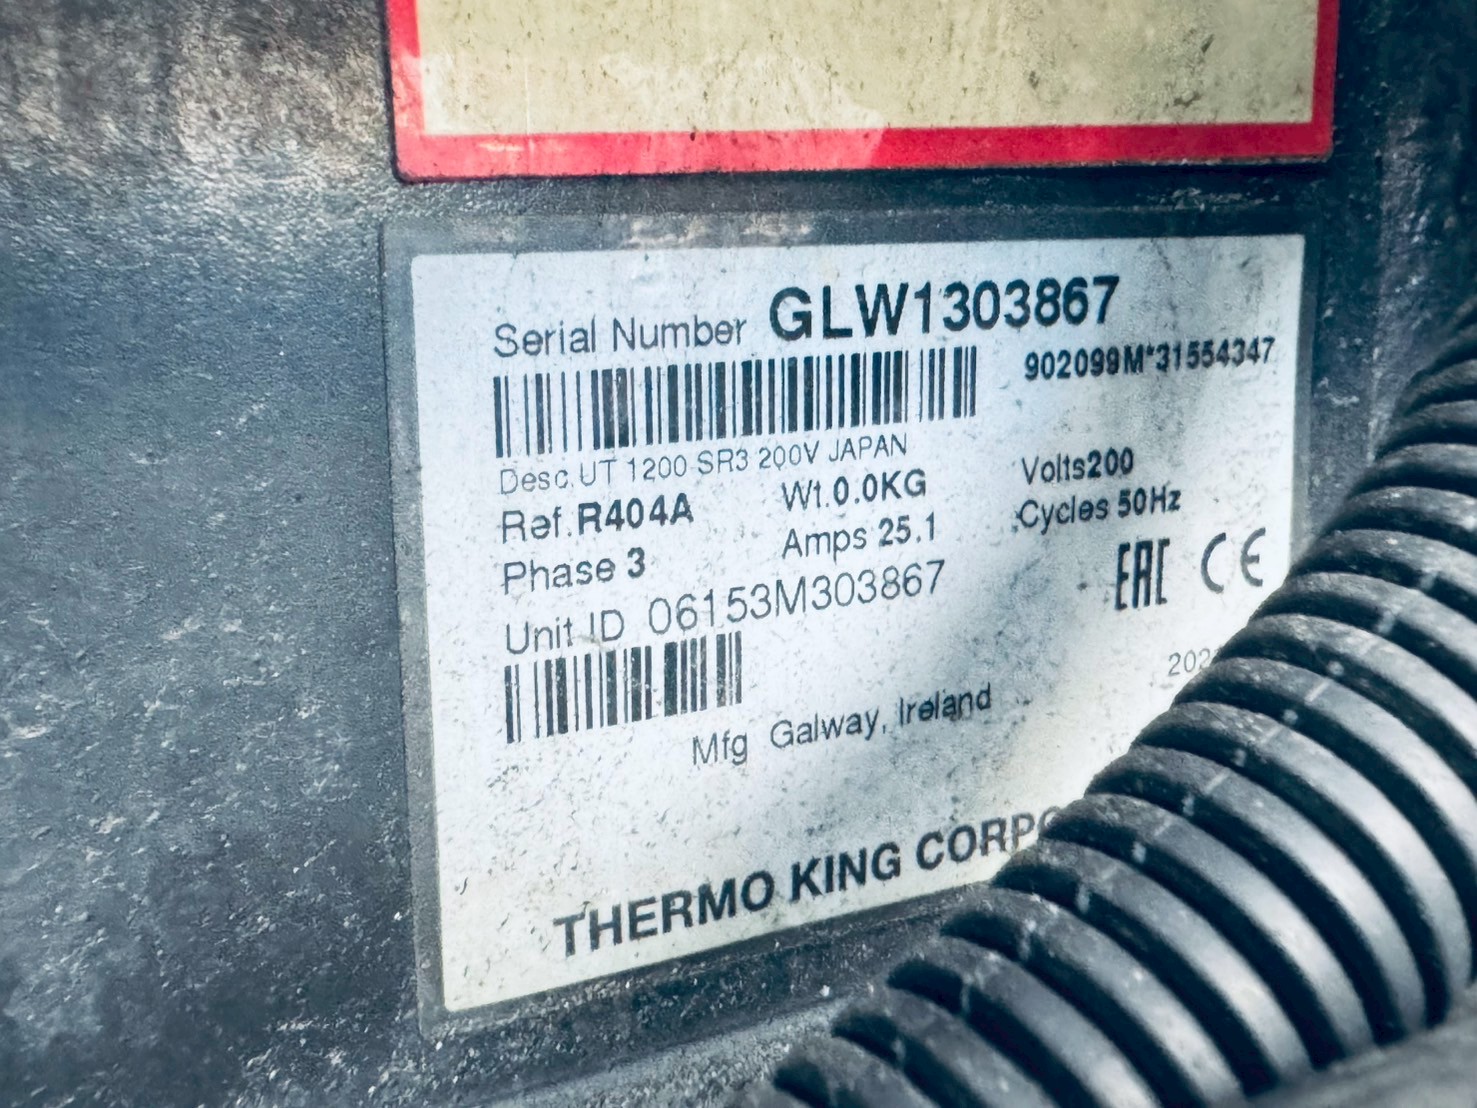 Serial Number GLW1303867
902099M*31554347
Desc.UT 1200 SR3 200V JAPAN
Ref.R404A Wt.0.0KG Volts200
Phase 3 Amps 25.1 Cycles 50Hz
Unit ID 06153M303867
EAC CE
Mfg Galway, Ireland
THERMO KING